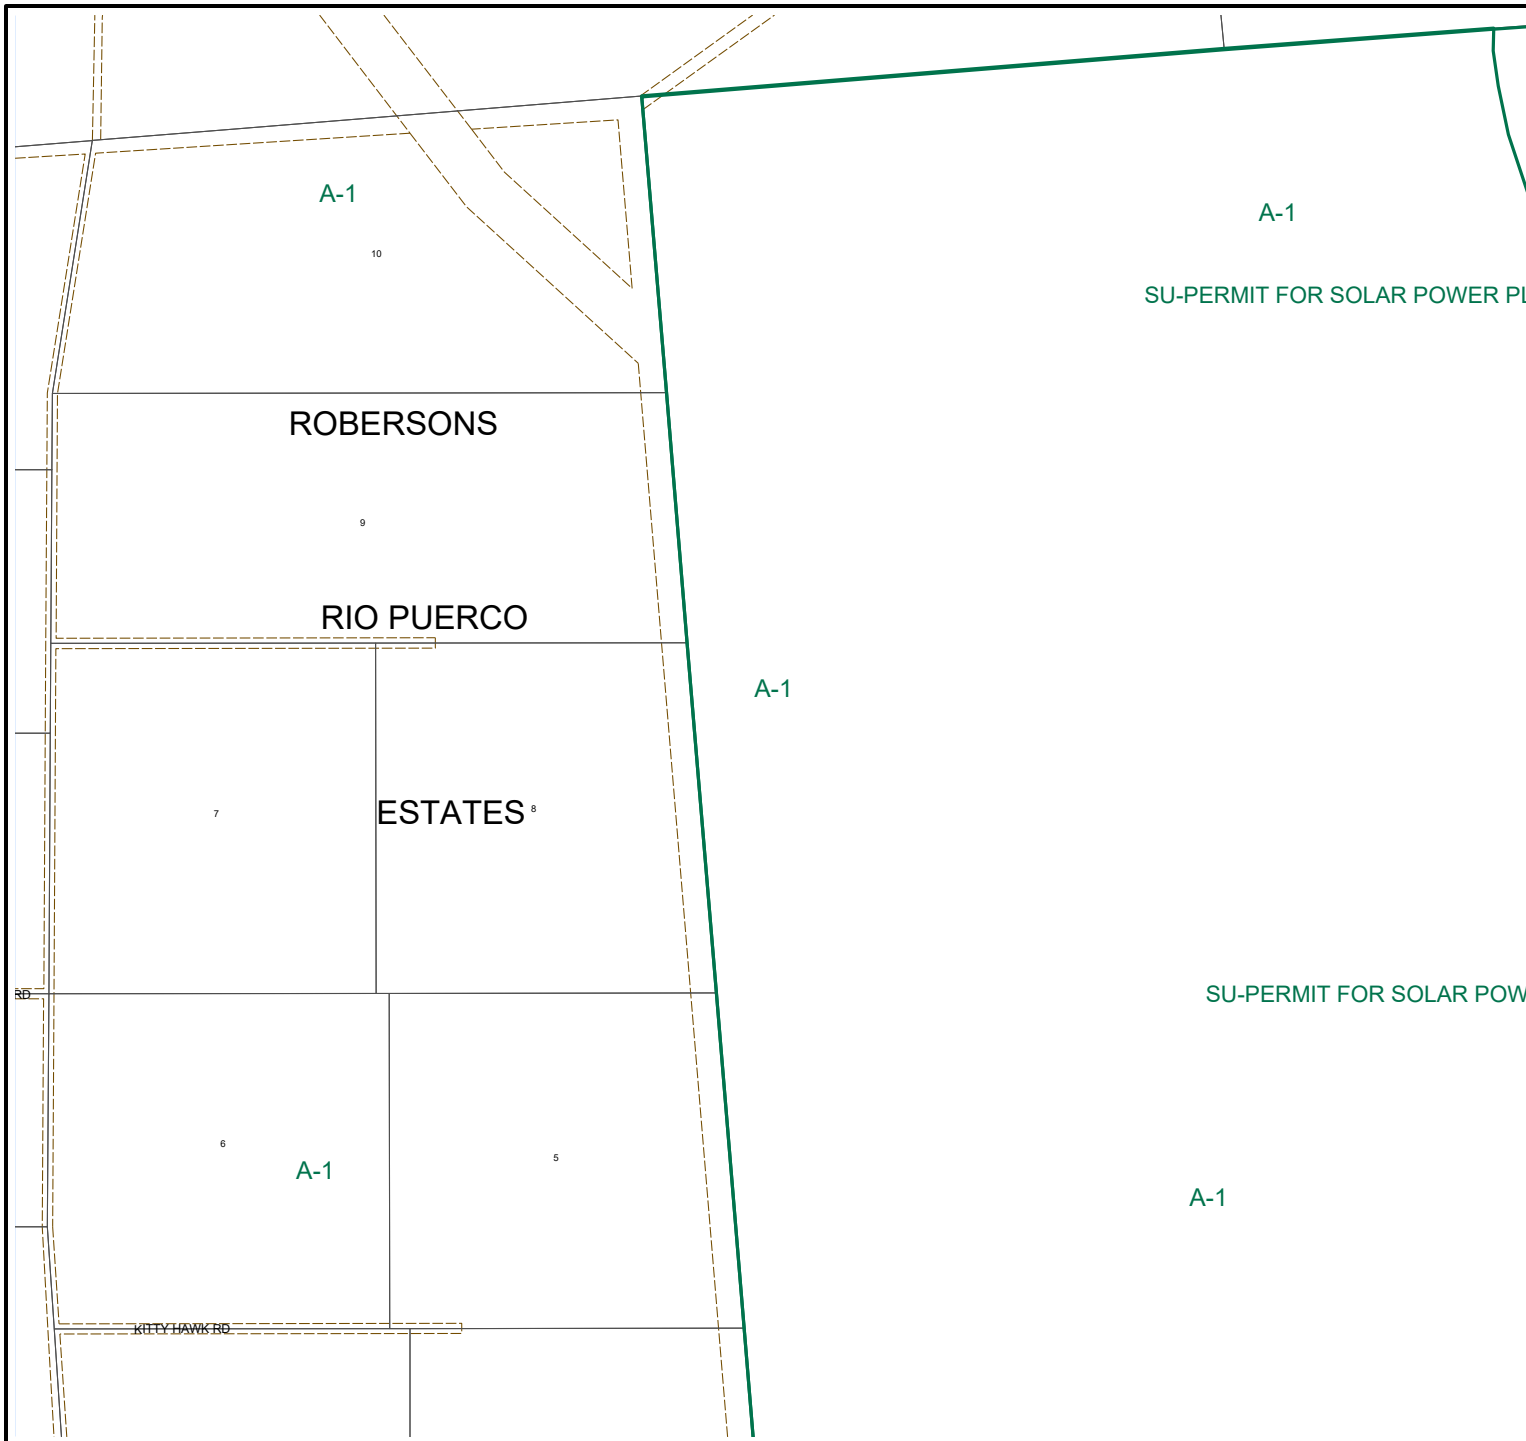 A-1
A-1
10
SU-PERMIT FOR SOLAR POWER PL
ROBERSONS
9
RIO PUERCO
A-1
7
ESTATES
8
RD
SU-PERMIT FOR SOLAR POW
6
5
A-1
A-1
KITTY HAWK RD